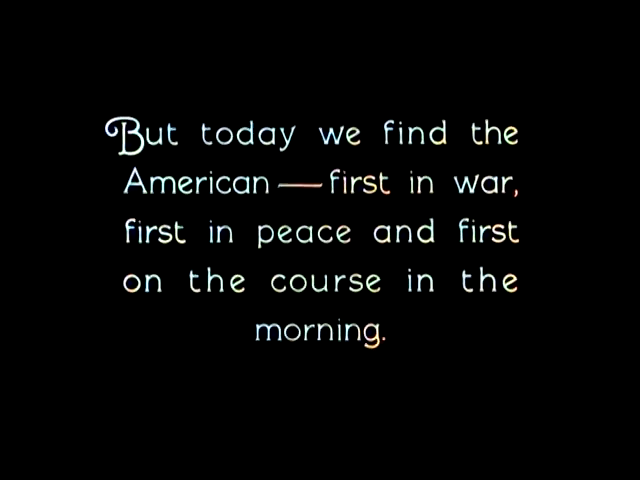 But today we find the
American — first in war,
first in peace and first
on the course in the
morning.